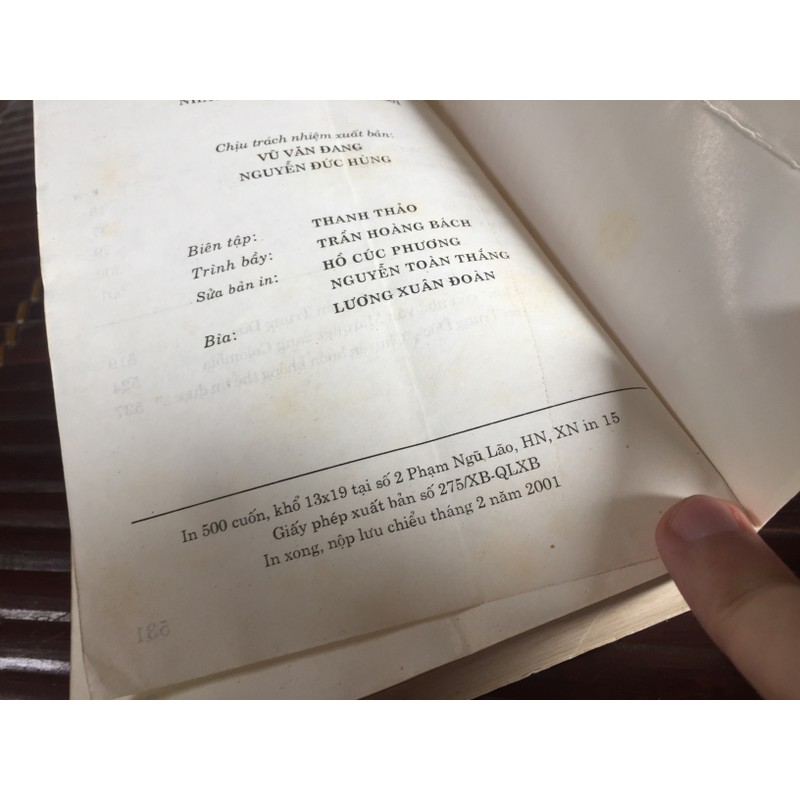 Chịu trách nhiệm xuất bản:
VŨ VĂN ĐANG
NGUYỄN ĐỨC HÙNG
Biên tập: THANH THẢO
Trình bầy: TRẦN HOÀNG BÁCH
Sửa bản in: HỒ CÚC PHƯƠNG
NGUYỄN TOÀN THẮNG
Bìa: LƯƠNG XUÂN ĐOÀN
In 500 cuốn, khổ 13x19 tại số 2 Phạm Ngũ Lão, HN, XN in 15
Giấy phép xuất bản số 275/XB-QLXB
In xong, nộp lưu chiểu tháng 2 năm 2001
531